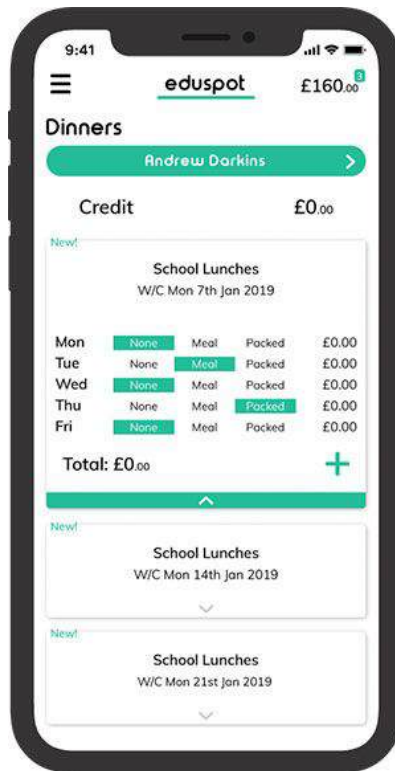 9:41
eduspot
£160.00
3
Dinners
Andrew Darkins
Credit £0.00
New!
School Lunches
W/C Mon 7th Jan 2019
Mon None Meal Packed £0.00
Tue None Meal Packed £0.00
Wed None Meal Packed £0.00
Thu None Meal Packed £0.00
Fri None Meal Packed £0.00
Total: £0.00
New!
School Lunches
W/C Mon 14th Jan 2019
New!
School Lunches
W/C Mon 21st Jan 2019